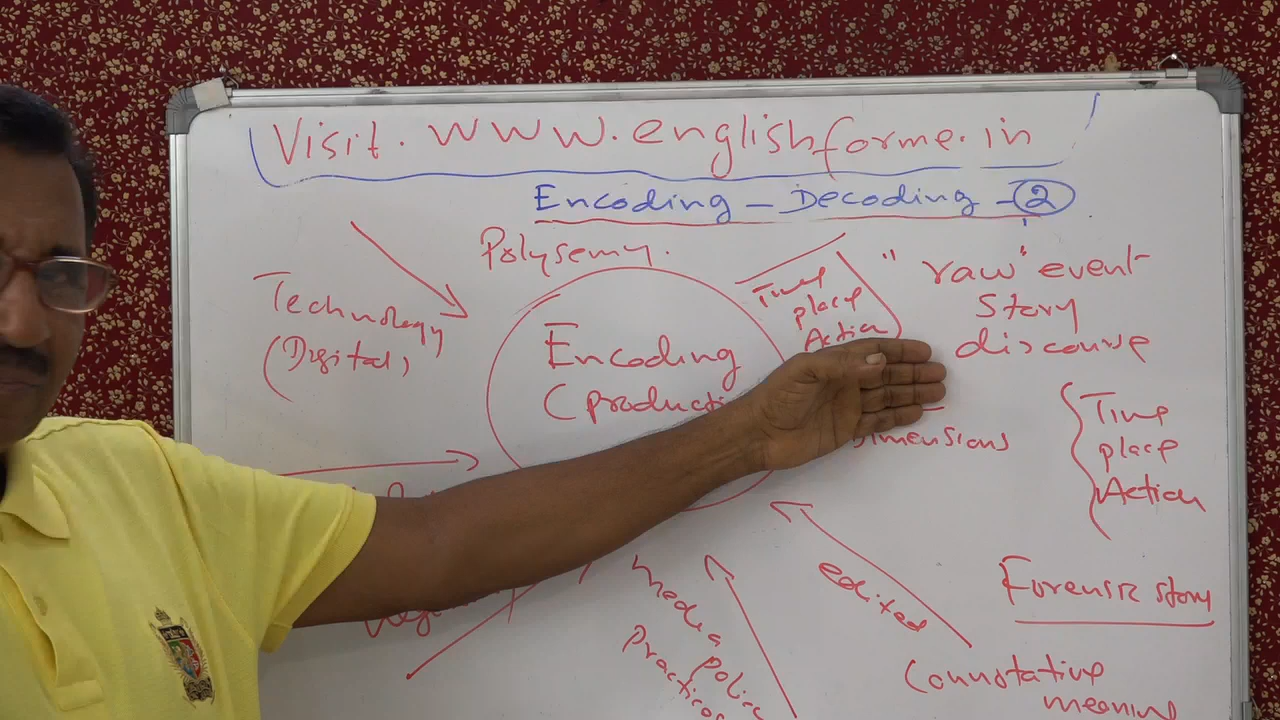 Visit. www.englishforme.in
Encoding - Decoding - 2
Polysemy.
Technology
(Digital)
Encoding
(producti
Time
place
Action
"raw" event
story
discourse
Dimensions
Time
place
Action
edited
media policy
practices
Forensic story
Connotative
meaning